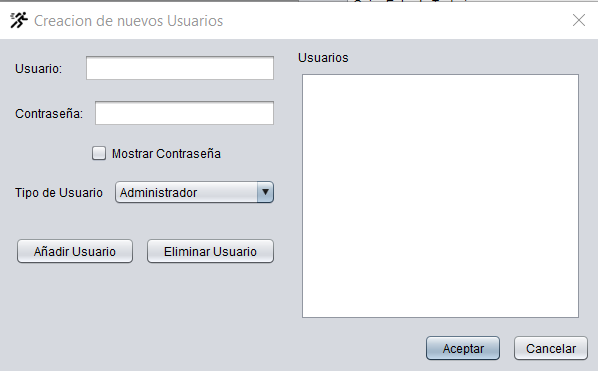 Creacion de nuevos Usuarios
Usuario:
Contraseña:
Mostrar Contraseña
Tipo de Usuario
Administrador
Añadir Usuario
Eliminar Usuario
Usuarios
Aceptar
Cancelar